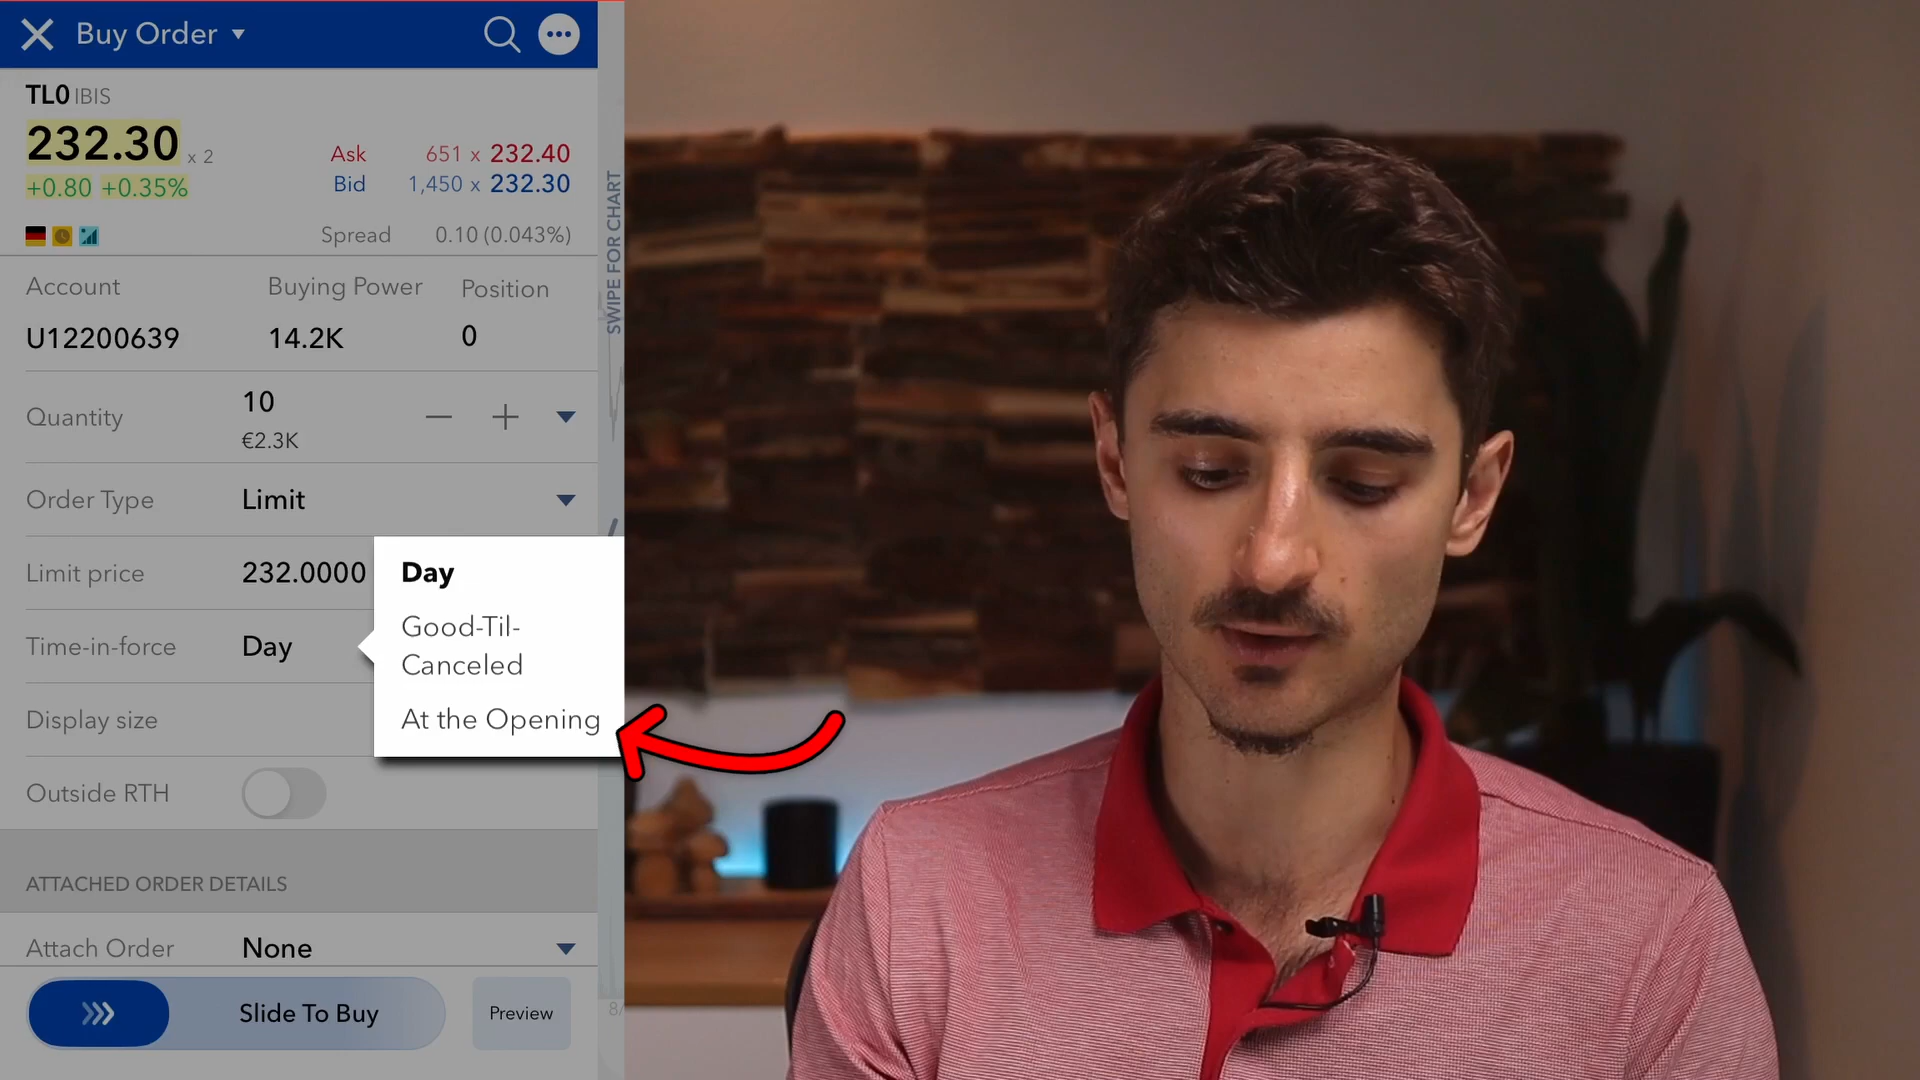 Buy Order
TL0 IBIS
232.30 x 2
+0.80 +0.35%
Ask 651 x 232.40
Bid 1,450 x 232.30
Spread 0.10 (0.043%)
SWIPE FOR CHART
Account Buying Power Position
U12200639 14.2K 0
Quantity 10
€2.3K
Order Type Limit
Limit price 232.0000
Time-in-force Day
Day
Good-Til-
Canceled
At the Opening
Display size
Outside RTH
ATTACHED ORDER DETAILS
Attach Order None
Slide To Buy
Preview
8/